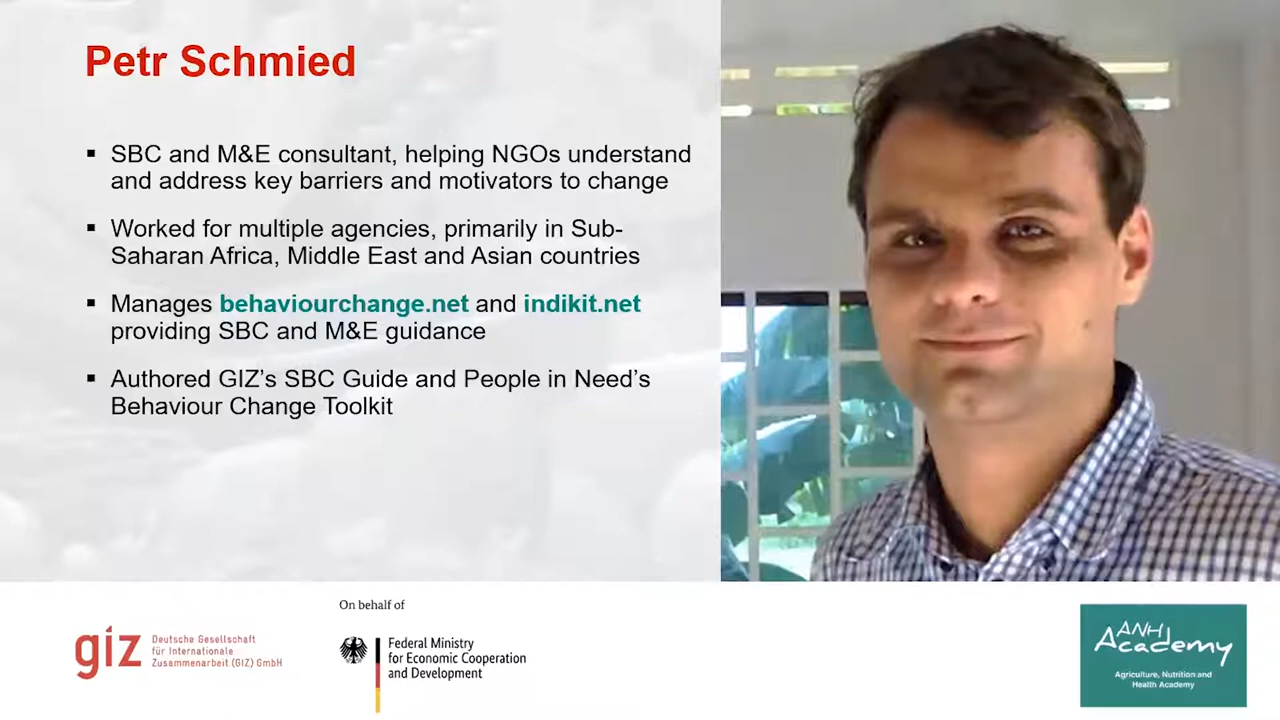 Petr Schmied
▪ SBC and M&E consultant, helping NGOs understand
and address key barriers and motivators to change
▪ Worked for multiple agencies, primarily in Sub-
Saharan Africa, Middle East and Asian countries
▪ Manages behaviourchange.net and indikit.net
providing SBC and M&E guidance
▪ Authored GIZ’s SBC Guide and People in Need’s
Behaviour Change Toolkit
On behalf of
giz
Deutsche Gesellschaft
für Internationale
Zusammenarbeit (GIZ) GmbH
Federal Ministry
for Economic Cooperation
and Development
ANH
Academy
Agriculture, Nutrition and
Health Academy